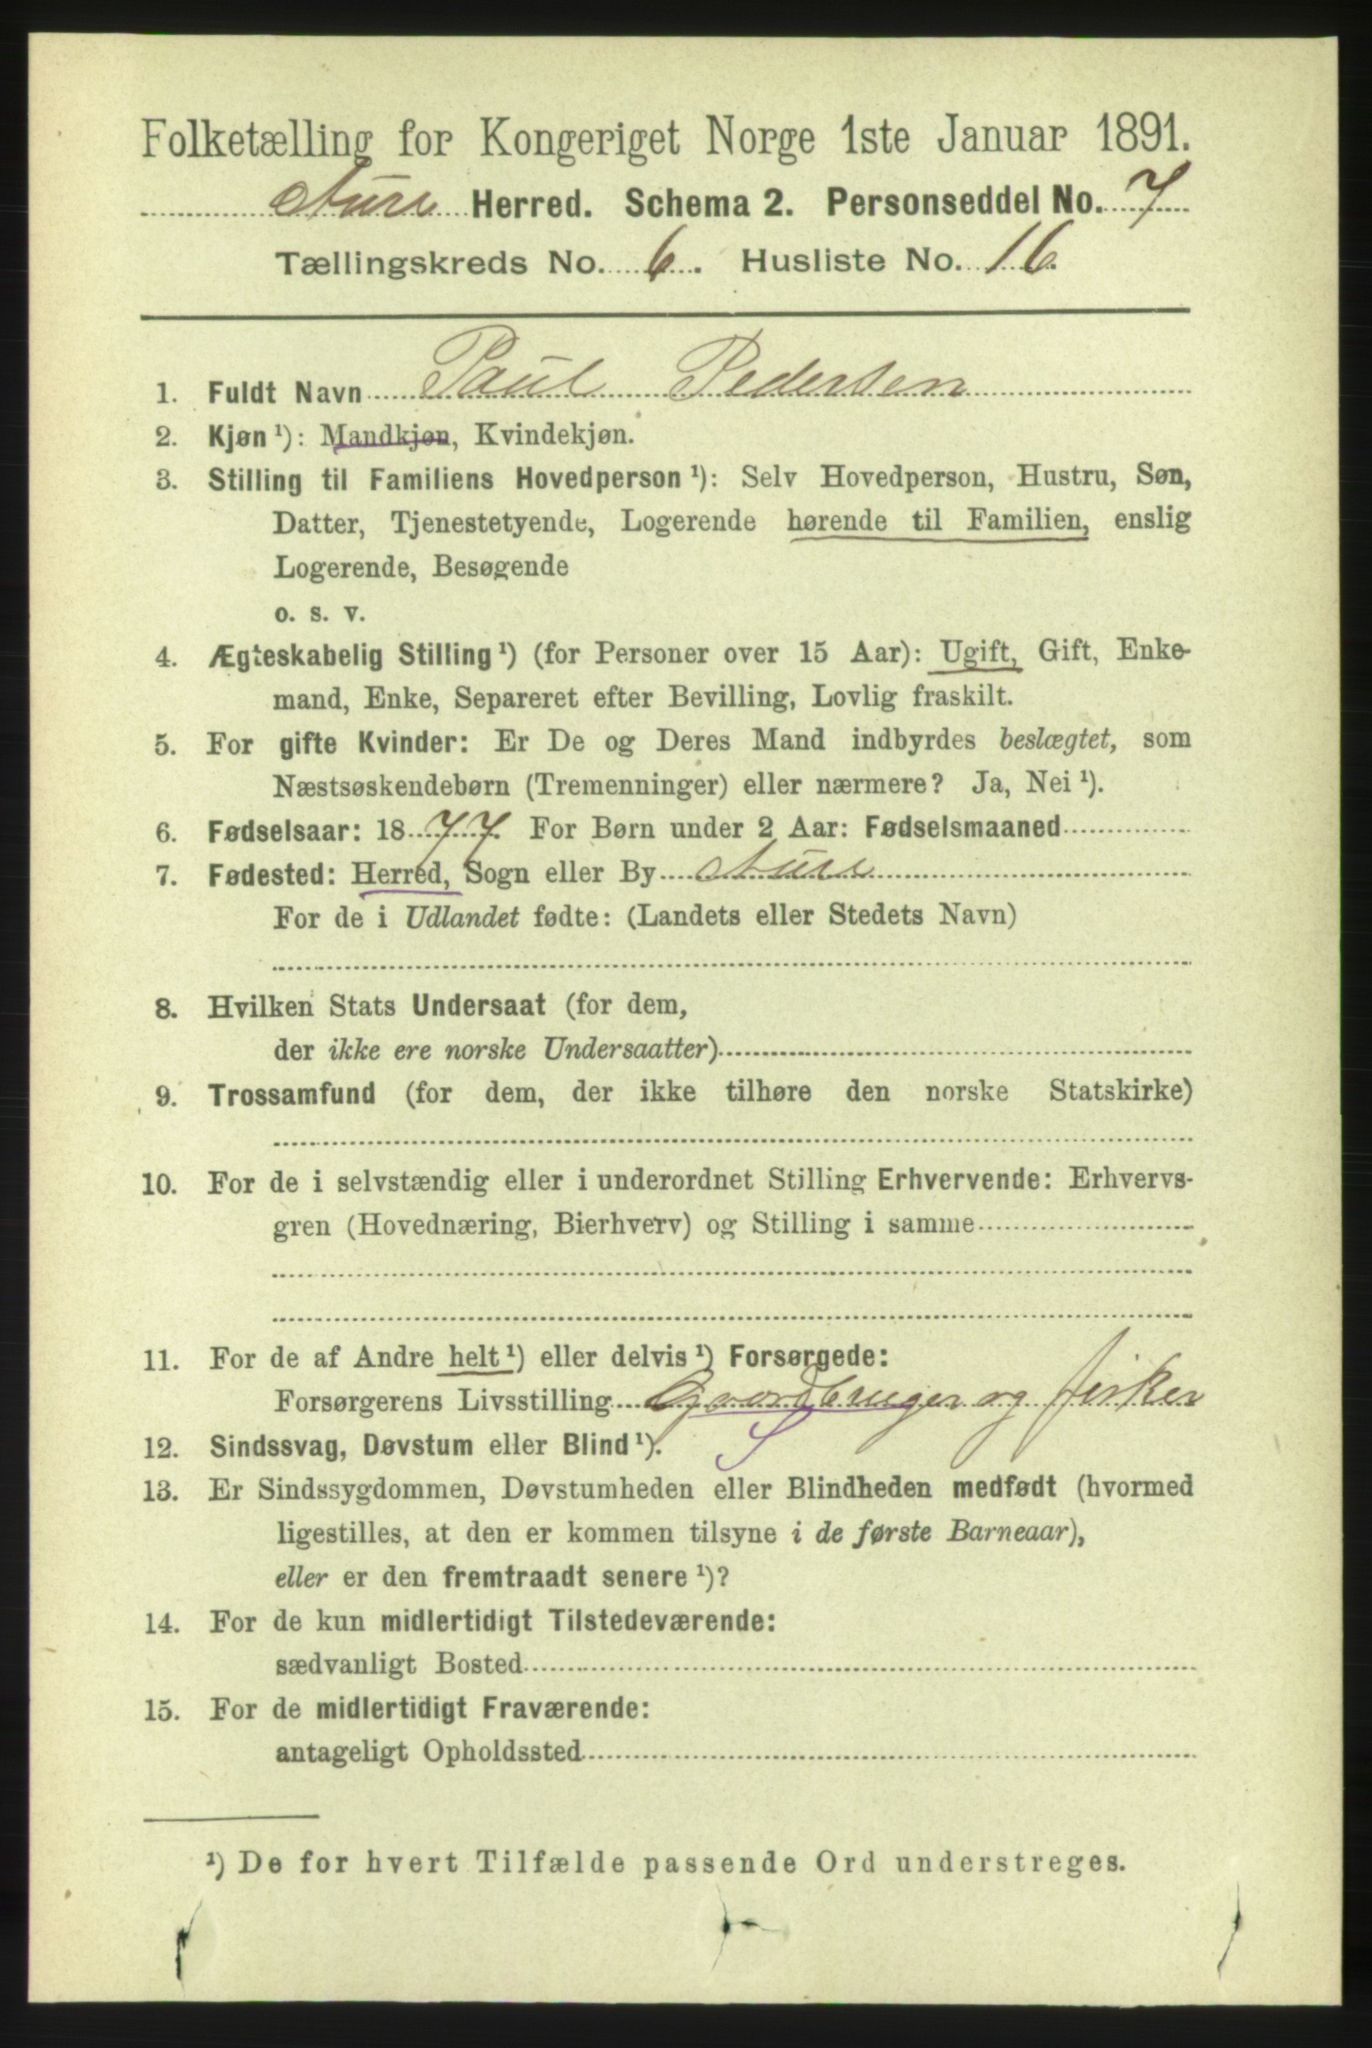 Folketælling for Kongeriget Norge 1ste Januar 1891.
Aure Herred. Schema 2. Personseddel No. 7
Tællingskreds No. 6. Husliste No. 16.
1. Fuldt Navn Paul Pedersen
2. Kjøn ¹): Mandkjøn, Kvindekjøn.
3. Stilling til Familiens Hovedperson ¹): Selv Hovedperson, Hustru, Søn,
Datter, Tjenestetyende, Logerende hørende til Familien, enslig
Logerende, Besøgende
o. s. v.
4. Ægteskabelig Stilling ¹) (for Personer over 15 Aar): Ugift, Gift, Enke-
mand, Enke, Separeret efter Bevilling, Lovlig fraskilt.
5. For gifte Kvinder: Er De og Deres Mand indbyrdes beslægtet, som
Næstsøskendebørn (Tremenninger) eller nærmere? Ja, Nei ¹).
6. Fødselsaar: 1877. For Børn under 2 Aar: Fødselsmaaned
7. Fødested: Herred, Sogn eller By Aure
For de i Udlandet fødte: (Landets eller Stedets Navn)
8. Hvilken Stats Undersaat (for dem,
der ikke ere norske Undersaatter)
9. Trossamfund (for dem, der ikke tilhøre den norske Statskirke)
10. For de i selvstændig eller i underordnet Stilling Erhvervende: Erhvervs-
gren (Hovednæring, Bierhverv) og Stilling i samme
11. For de af Andre helt ¹) eller delvis ¹) Forsørgede:
Forsørgerens Livsstilling Gaardbruger og fisker
12. Sindssvag, Døvstum eller Blind ¹). S
13. Er Sindssygdommen, Døvstumheden eller Blindheden medfødt (hvormed
ligestilles, at den er kommen tilsyne i de første Barneaar),
eller er den fremtraadt senere ¹)?
14. For de kun midlertidigt Tilstedeværende:
sædvanligt Bosted
15. For de midlertidigt Fraværende:
antageligt Opholdssted
¹) De for hvert Tilfælde passende Ord understreges.